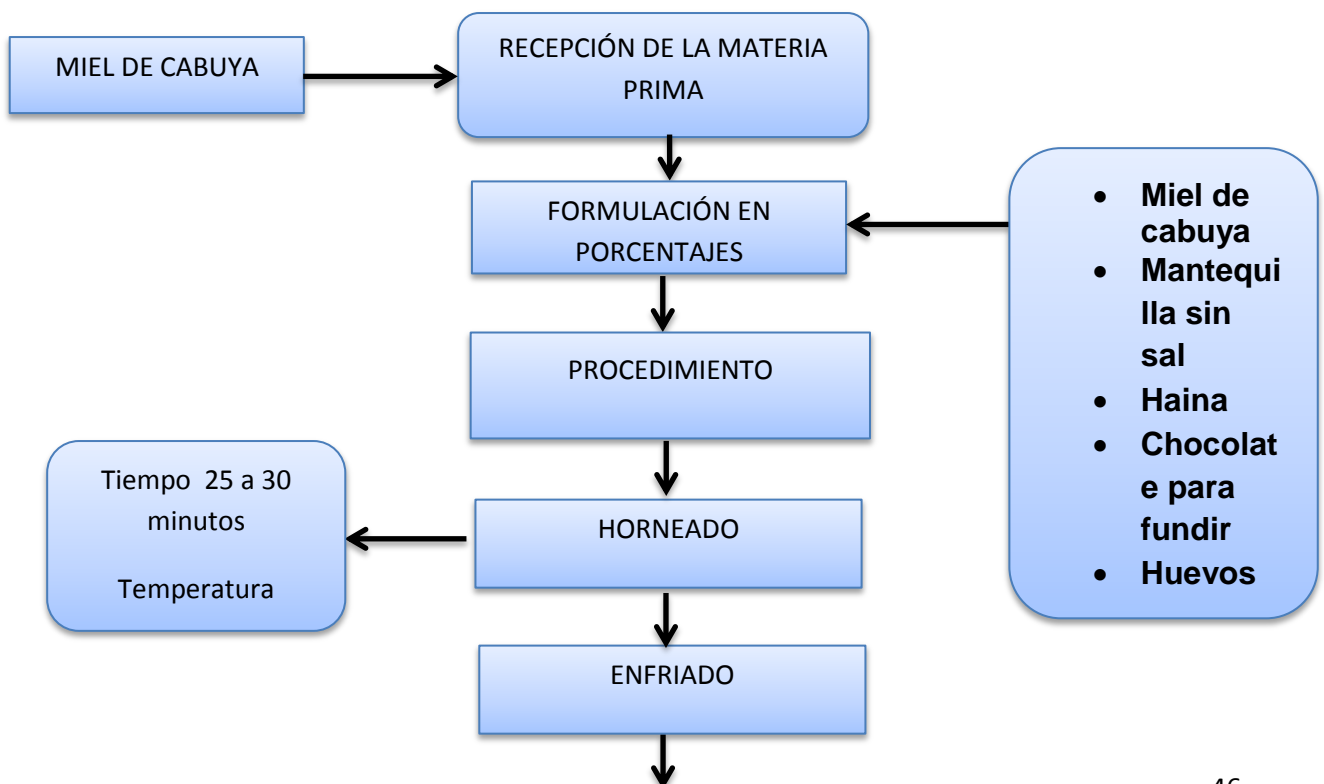 MIEL DE CABUYA
RECEPCIÓN DE LA MATERIA
PRIMA
FORMULACIÓN EN
PORCENTAJES
• Miel de
cabuya
• Mantequi
lla sin
sal
• Haina
• Chocolat
e para
fundir
• Huevos
PROCEDIMIENTO
Tiempo 25 a 30
minutos
Temperatura
HORNEADO
ENFRIADO